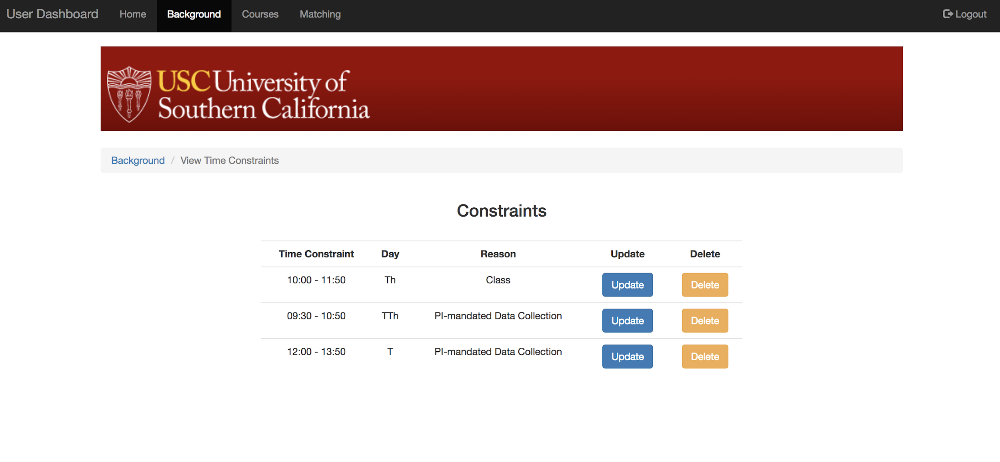 User Dashboard Home Background Courses Matching Logout
USC University of
Southern California
Background / View Time Constraints
Constraints
Time Constraint Day Reason Update Delete
10:00 - 11:50 Th Class Update Delete
09:30 - 10:50 TTh PI-mandated Data Collection Update Delete
12:00 - 13:50 T PI-mandated Data Collection Update Delete